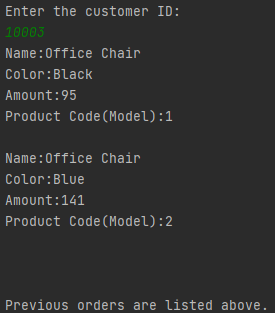 Enter the customer ID:
10003
Name:Office Chair
Color:Black
Amount:95
Product Code(Model):1
Name:Office Chair
Color:Blue
Amount:141
Product Code(Model):2
Previous orders are listed above.